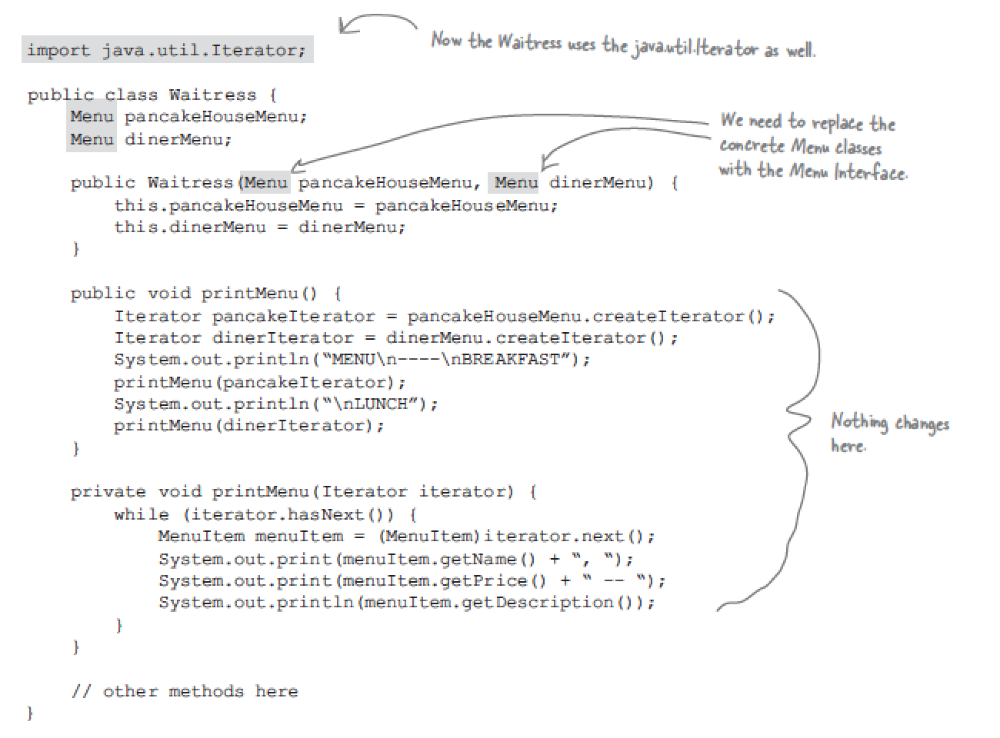 Now the Waitress uses the java.util.Iterator as well.
import java.util.Iterator;
public class Waitress {
    Menu pancakeHouseMenu;
    Menu dinerMenu;
We need to replace the
concrete Menu classes
with the Menu Interface.
    public Waitress(Menu pancakeHouseMenu, Menu dinerMenu) {
        this.pancakeHouseMenu = pancakeHouseMenu;
        this.dinerMenu = dinerMenu;
    }
    public void printMenu() {
        Iterator pancakeIterator = pancakeHouseMenu.createIterator();
        Iterator dinerIterator = dinerMenu.createIterator();
        System.out.println(“MENU\n----\nBREAKFAST”);
        printMenu(pancakeIterator);
        System.out.println(“\nLUNCH”);
        printMenu(dinerIterator);
    }
Nothing changes
here.
    private void printMenu(Iterator iterator) {
        while (iterator.hasNext()) {
            MenuItem menuItem = (MenuItem)iterator.next();
            System.out.print(menuItem.getName() + “, “);
            System.out.print(menuItem.getPrice() + “ -- “);
            System.out.println(menuItem.getDescription());
        }
    }
    // other methods here
}